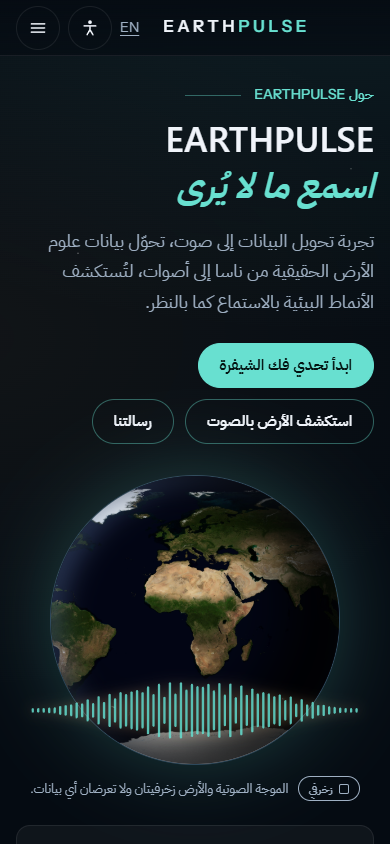 EARTHPULSE
EN
حول EARTHPULSE
EARTHPULSE
اسمع ما لا يُرى
تجربة تحويل البيانات إلى صوت، تحوّل بيانات علوم
الأرض الحقيقية من ناسا إلى أصوات، لتُستكشف
الأنماط البيئية بالاستماع كما بالنظر.
ابدأ تحدي فك الشيفرة
استكشف الأرض بالصوت
رسالتنا
زخرفي
الموجة الصوتية والأرض زخرفيتان ولا تعرضان أي بيانات.